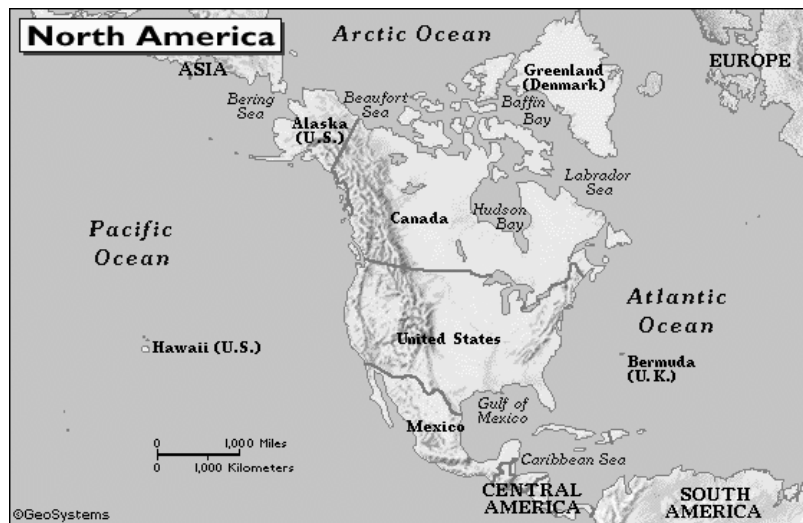 North America
Arctic Ocean
ASIA
Greenland
(Denmark)
EUROPE
Bering
Sea
Beaufort
Sea
Baffin
Bay
Alaska
(U.S.)
Labrador
Sea
Hudson
Bay
Canada
Pacific
Ocean
Atlantic
Ocean
United States
Hawaii (U.S.)
Bermuda
(U.K.)
Gulf of
Mexico
Mexico
0 1,000 Miles
0 1,000 Kilometers
Caribbean Sea
CENTRAL
AMERICA
SOUTH
AMERICA
©GeoSystems